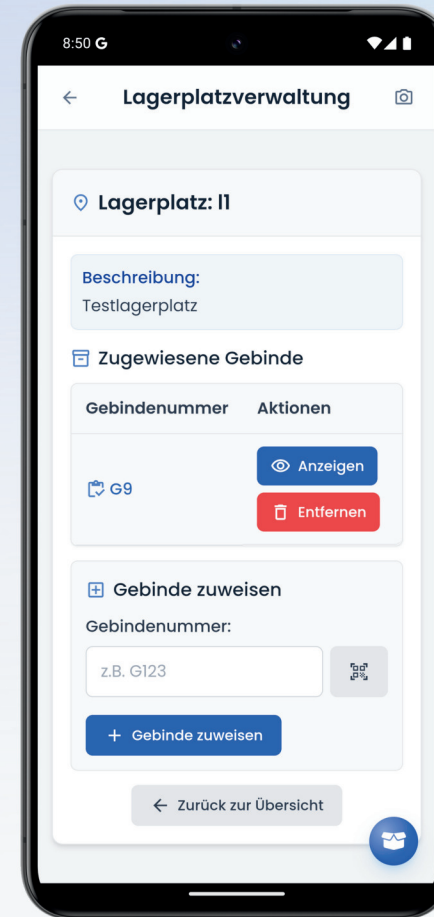 8:50 G
Lagerplatzverwaltung
Lagerplatz: l1
Beschreibung:
Testlagerplatz
Zugewiesene Gebinde
Gebindenummer Aktionen
G9 Anzeigen
Entfernen
Gebinde zuweisen
Gebindenummer:
z.B. G123
+ Gebinde zuweisen
← Zurück zur Übersicht